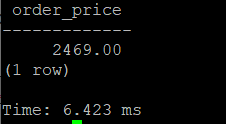 order_price
-------------
2469.00
(1 row)
Time: 6.423 ms